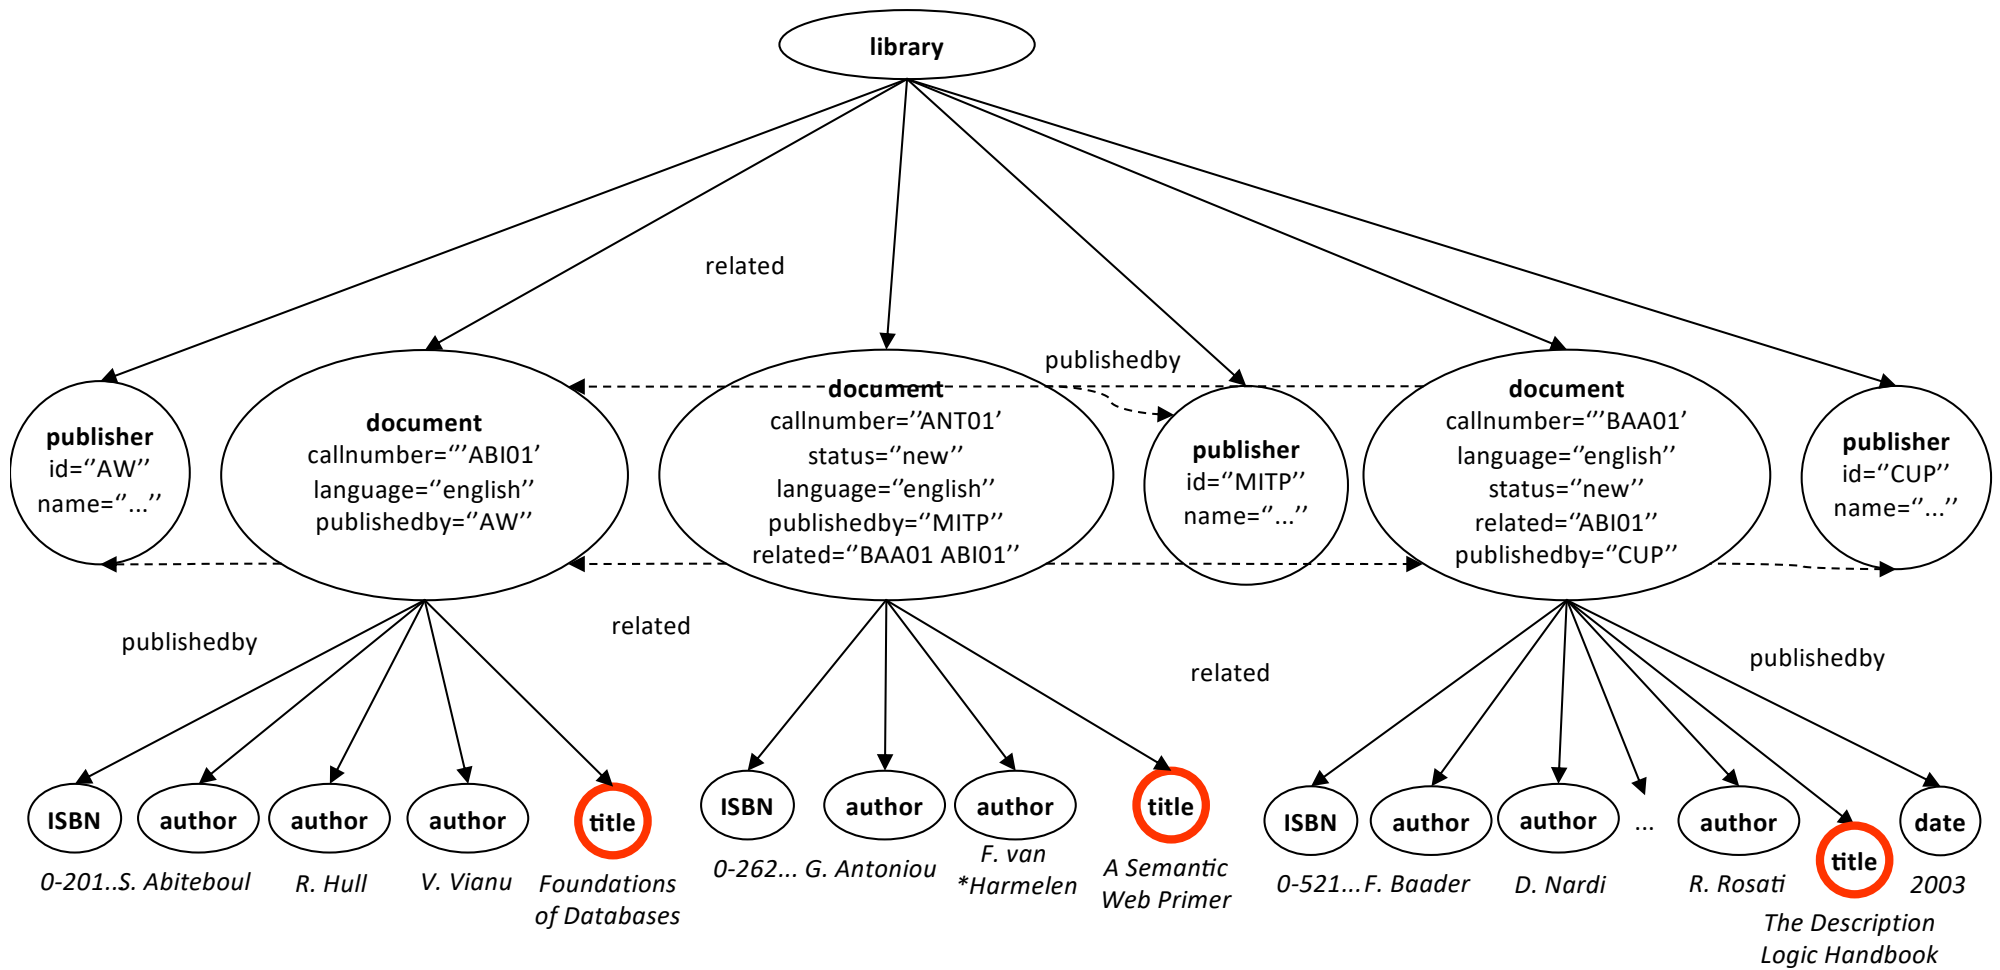 library
related
publishedby
publisher
id="AW"
name="..."
document
callnumber="'ABI01'
language="english"
publishedby="AW"
document
callnumber="ANT01'
status="new"
language="english"
publishedby="MITP"
related="BAA01 ABI01"
publisher
id="MITP"
name="..."
document
callnumber="'BAA01'
language="english"
status="new"
related="ABI01"
publishedby="CUP"
publisher
id="CUP"
name="..."
publishedby
related
related
publishedby
ISBN
author
author
author
title
ISBN
author
author
title
ISBN
author
author
...
author
title
date
0-201...
S. Abiteboul
R. Hull
V. Vianu
Foundations
of Databases
0-262...
G. Antoniou
F. van
*Harmelen
A Semantic
Web Primer
0-521...
F. Baader
D. Nardi
R. Rosati
The Description
Logic Handbook
2003